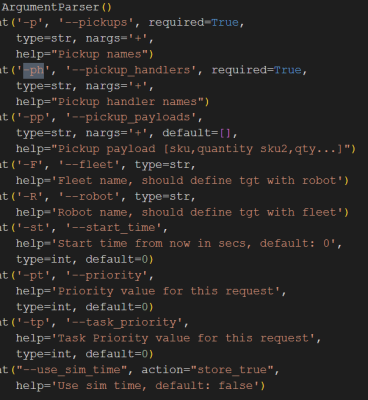 ArgumentParser()
nt('-p', '--pickups', required=True,
type=str, nargs='+',
help="Pickup names")
nt('-ph', '--pickup_handlers', required=True,
type=str, nargs='+',
help="Pickup handler names")
nt('-pp', '--pickup_payloads',
type=str, nargs='+', default=[],
help="Pickup payload [sku,quantity sku2,qty...]")
nt('-F', '--fleet', type=str,
help='Fleet name, should define tgt with robot')
nt('-R', '--robot', type=str,
help='Robot name, should define tgt with fleet')
nt('-st', '--start_time',
help='Start time from now in secs, default: 0',
type=int, default=0)
nt('-pt', '--priority',
help='Priority value for this request',
type=int, default=0)
nt('-tp', '--task_priority',
help='Task Priority value for this request',
type=int, default=0)
nt("--use_sim_time", action="store_true",
help='Use sim time, default: false')